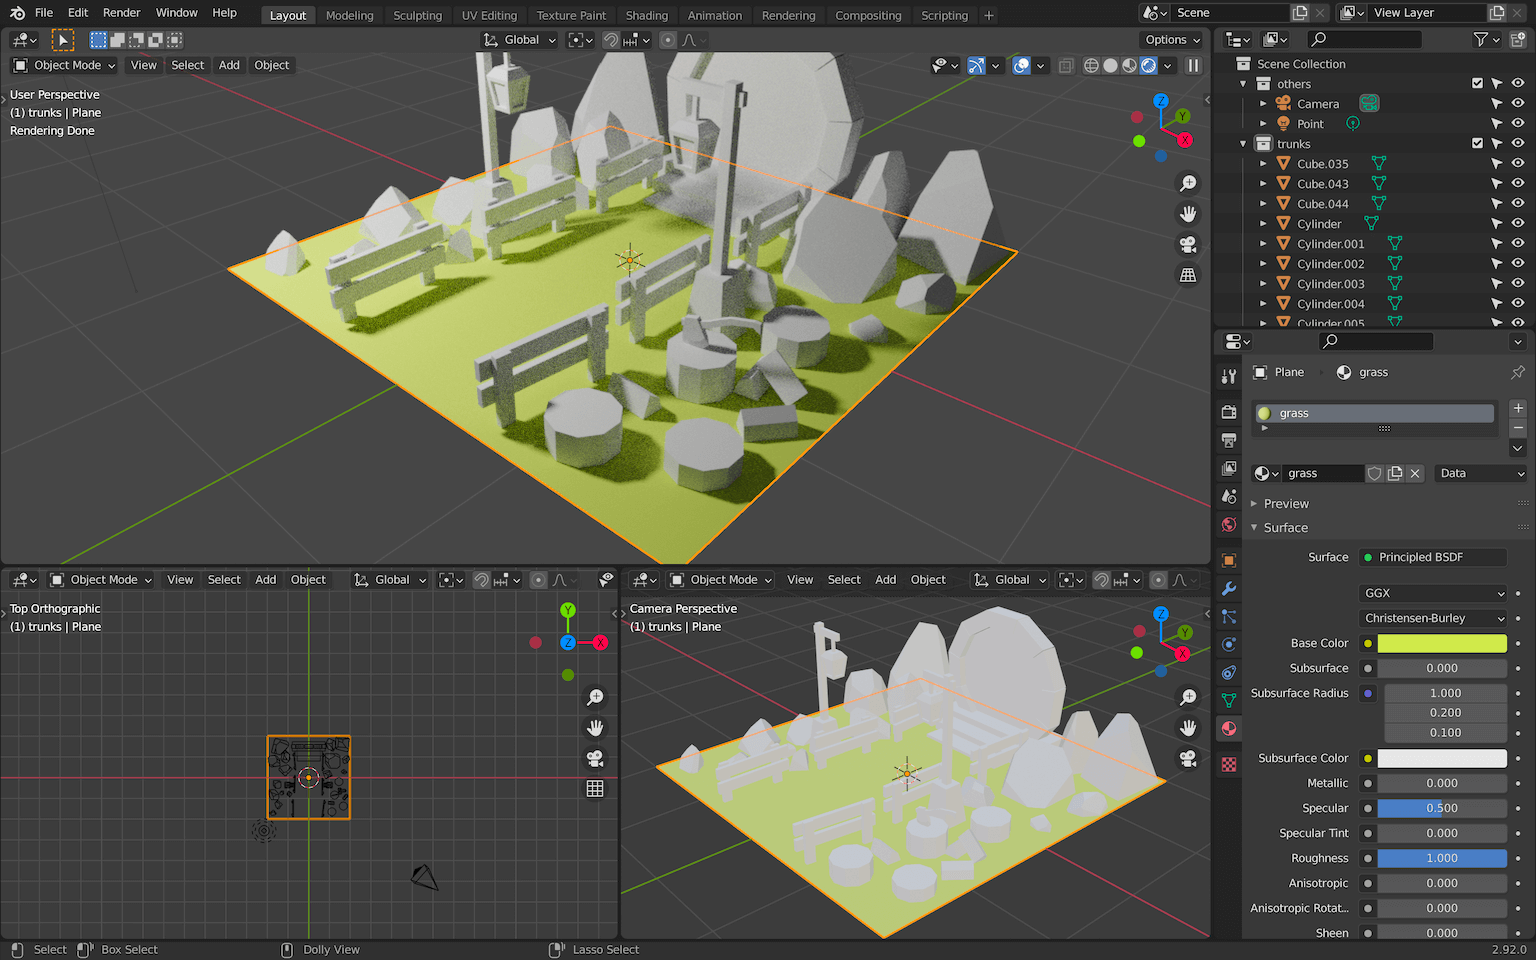 File Edit Render Window Help Layout Modeling Sculpting UV Editing Texture Paint Shading Animation Rendering Compositing Scripting + Scene View Layer
Global Options
Object Mode View Select Add Object
User Perspective
(1) trunks | Plane
Rendering Done
Z
Y
X
Scene Collection
others
Camera
Point
trunks
Cube.035
Cube.043
Cube.044
Cylinder
Cylinder.001
Cylinder.002
Cylinder.003
Cylinder.004
Cylinder.005
Plane grass
grass
grass Data
Preview
Surface
Surface Principled BSDF
GGX
Christensen-Burley
Base Color
Subsurface 0.000
Subsurface Radius 1.000
0.200
0.100
Subsurface Color
Metallic 0.000
Specular 0.500
Specular Tint 0.000
Roughness 1.000
Anisotropic 0.000
Anisotropic Rotat... 0.000
Sheen 0.000
Object Mode View Select Add Object Global
Top Orthographic
(1) trunks | Plane
Y
Z X
Object Mode View Select Add Object Global
Camera Perspective
(1) trunks | Plane
Z
Y
X
Select Box Select Dolly View Lasso Select 2.92.0